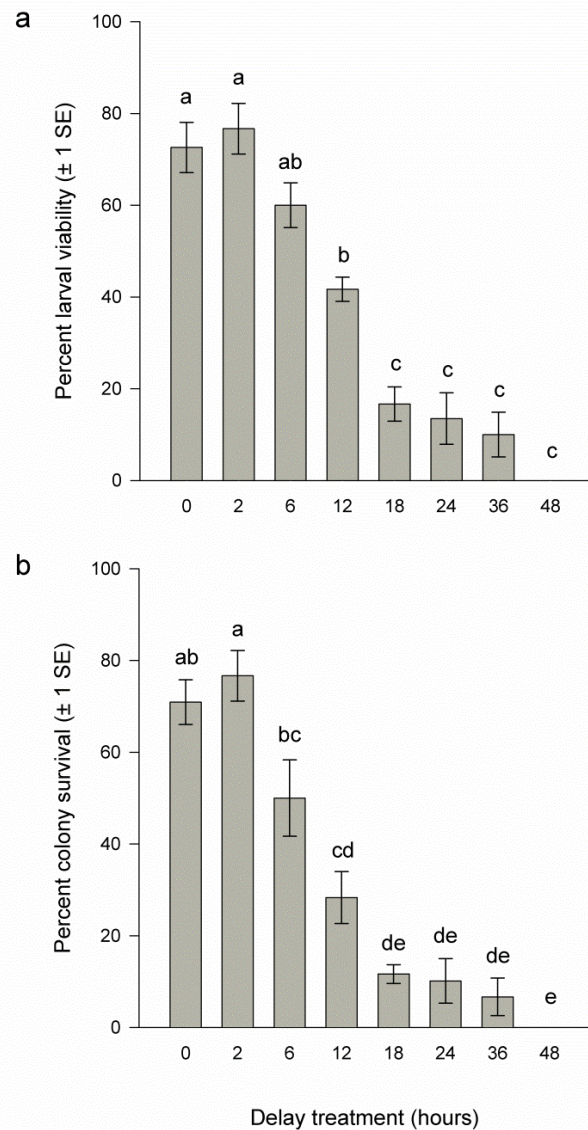 a
Percent larval viability (± 1 SE)
100
80
60
40
20
0
a
a
ab
b
c
c
c
c
0 2 6 12 18 24 36 48
b
Percent colony survival (± 1 SE)
100
80
60
40
20
0
ab
a
bc
cd
de
de
de
e
0 2 6 12 18 24 36 48
Delay treatment (hours)